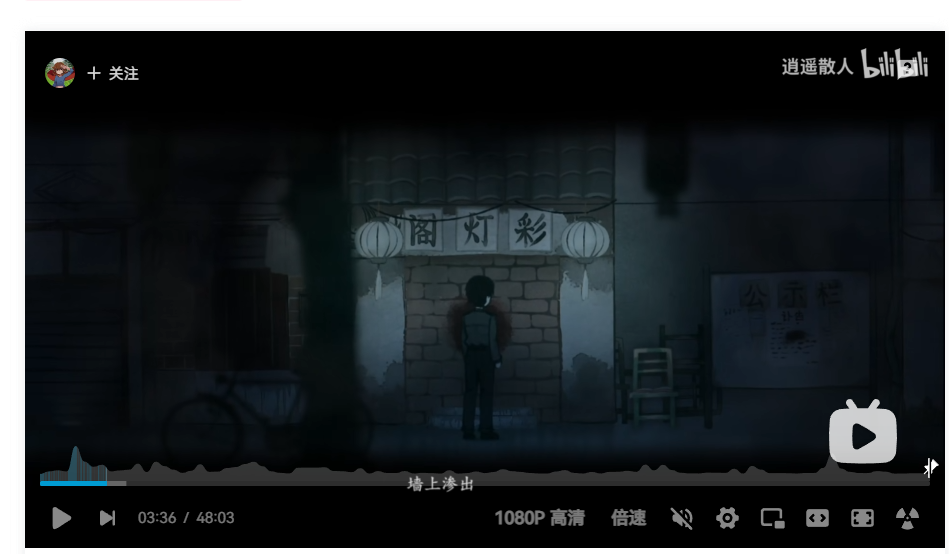 关注
逍遥散人 bilibili
阁灯彩
公示栏
墙上渗出
03:36 / 48:03
1080P 高清 倍速